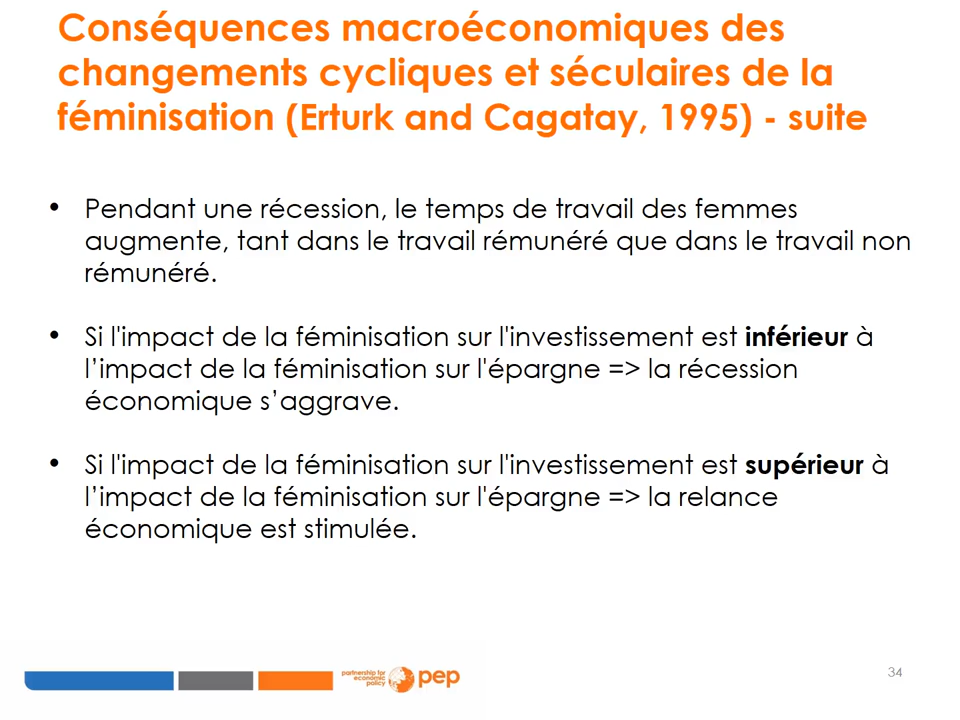 Conséquences macroéconomiques des
changements cycliques et séculaires de la
féminisation (Erturk and Cagatay, 1995) - suite
• Pendant une récession, le temps de travail des femmes
augmente, tant dans le travail rémunéré que dans le travail non
rémunéré.
• Si l'impact de la féminisation sur l'investissement est inférieur à
l’impact de la féminisation sur l'épargne => la récession
économique s’aggrave.
• Si l'impact de la féminisation sur l'investissement est supérieur à
l’impact de la féminisation sur l'épargne => la relance
économique est stimulée.
partnership for
economic
policy
pep
34